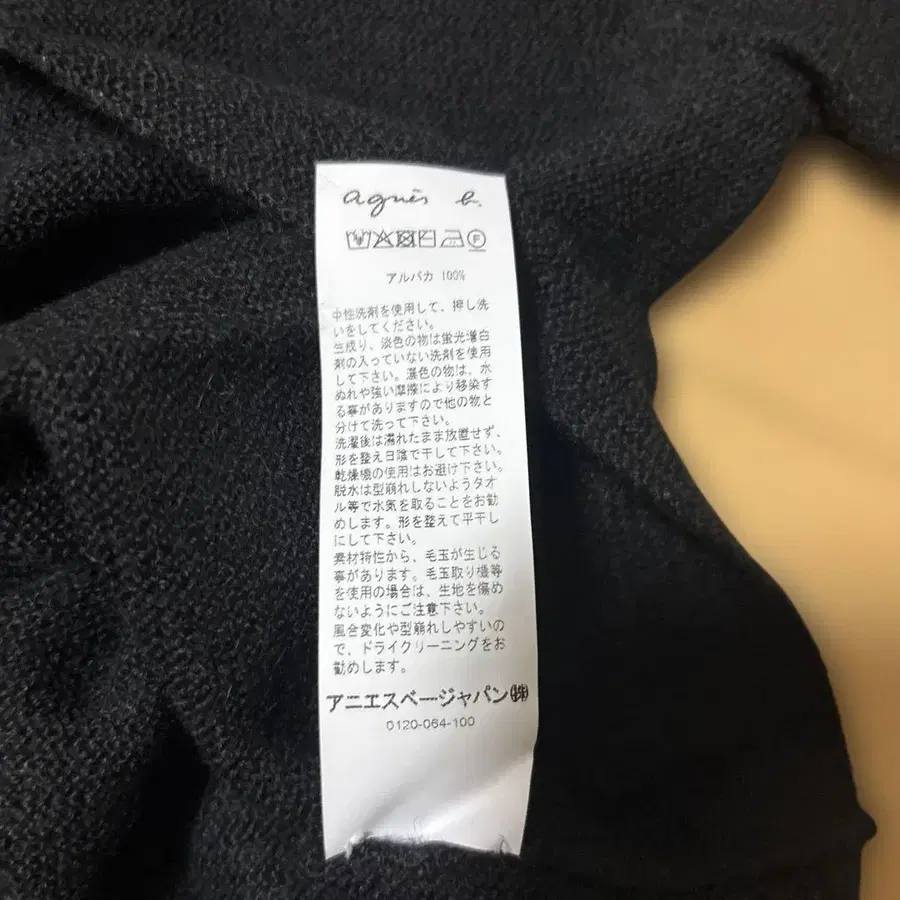 agnès b.
アルパカ 100%
中性洗剤を使用して、押し洗
いをしてください。
生成り、淡色の物は蛍光増白
剤の入っていない洗剤を使用
して下さい。濃色の物は、水
ぬれや強い摩擦により移染す
る事がありますので他の物と
分けて洗って下さい。
洗濯後は濡れたまま放置せず、
形を整え日陰で干して下さい。
乾燥機の使用はお避け下さい。
脱水は型崩れしないようタオ
ル等で水気を取ることをお勧
めします。形を整えて平干し
にして下さい。
素材特性から、毛玉が生じる
事があります。毛玉取り機等
を使用の場合は、生地を傷め
ないようにご注意下さい。
風合変化や型崩れしやすいの
で、ドライクリーニングをお
勧めします。
アニエスベージャパン㈱
0120-064-100